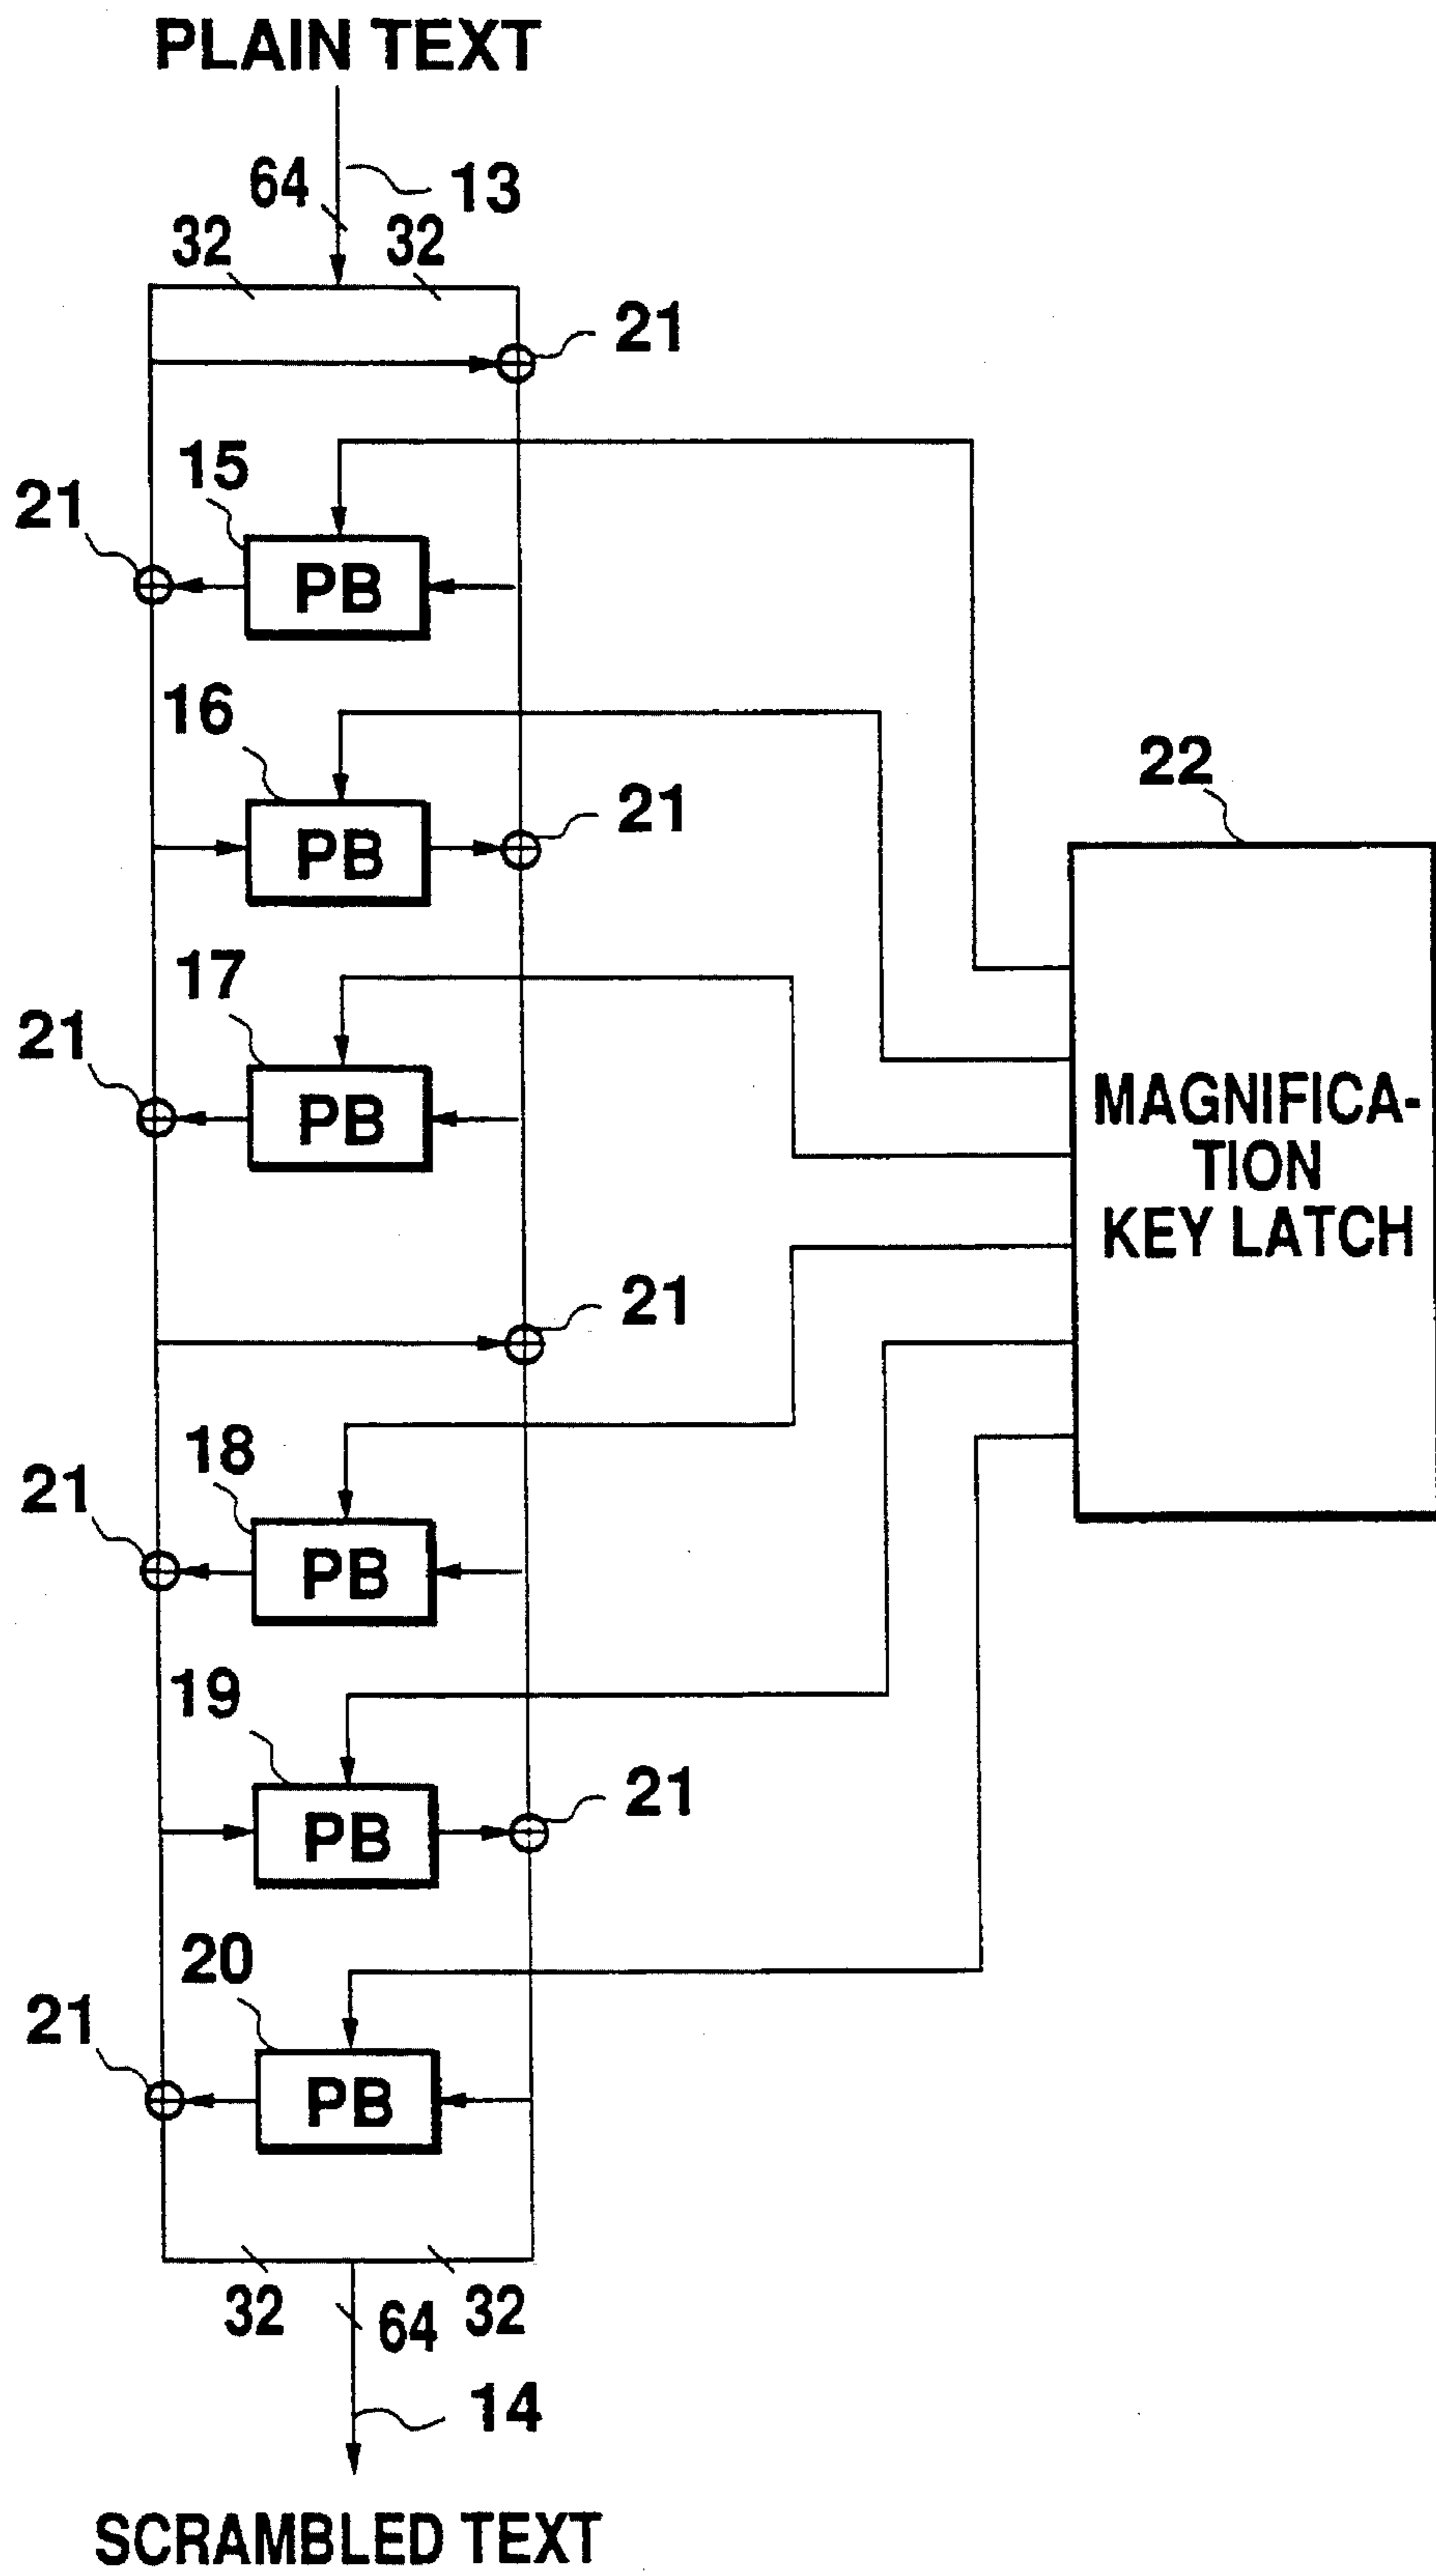 PLAIN TEXT
64
13
32
32
21
15
21
PB
16
21
PB
22
17
21
PB
MAGNIFICA-
TION
KEY LATCH
21
18
21
PB
19
21
PB
20
21
PB
32
64
32
14
SCRAMBLED TEXT